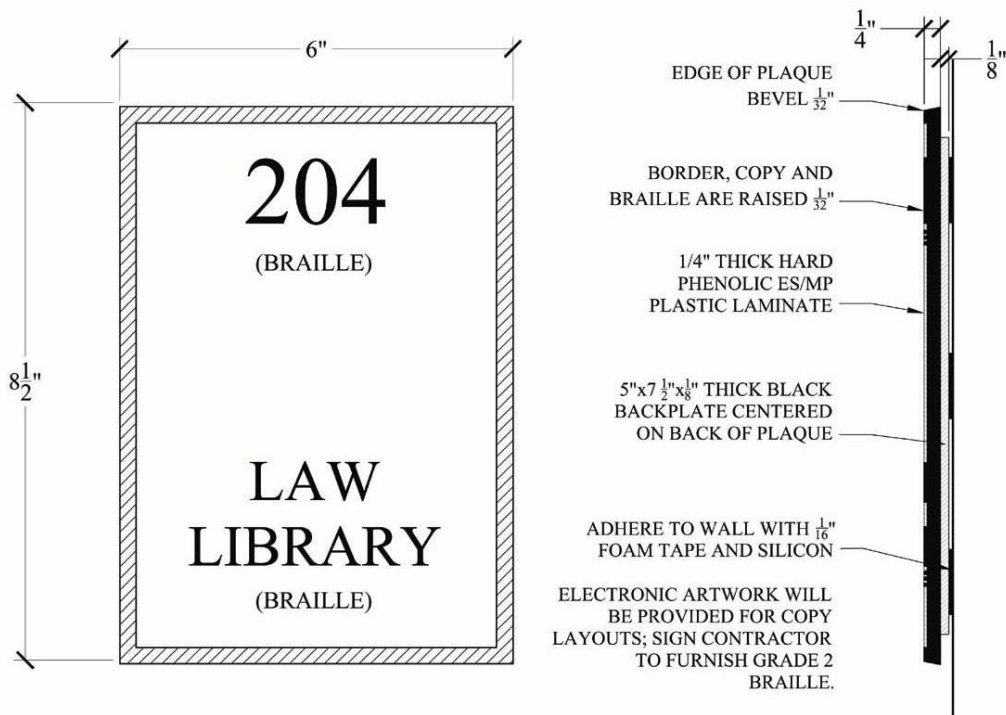 6"
8 1/2"
204
(BRAILLE)
LAW
LIBRARY
(BRAILLE)
1/4"
1/8"
EDGE OF PLAQUE
BEVEL 1/32"
BORDER, COPY AND
BRAILLE ARE RAISED 1/32"
1/4" THICK HARD
PHENOLIC ES/MP
PLASTIC LAMINATE
5"x7 1/2"x1/8" THICK BLACK
BACKPLATE CENTERED
ON BACK OF PLAQUE
ADHERE TO WALL WITH 1/16"
FOAM TAPE AND SILICON
ELECTRONIC ARTWORK WILL
BE PROVIDED FOR COPY
LAYOUTS; SIGN CONTRACTOR
TO FURNISH GRADE 2
BRAILLE.